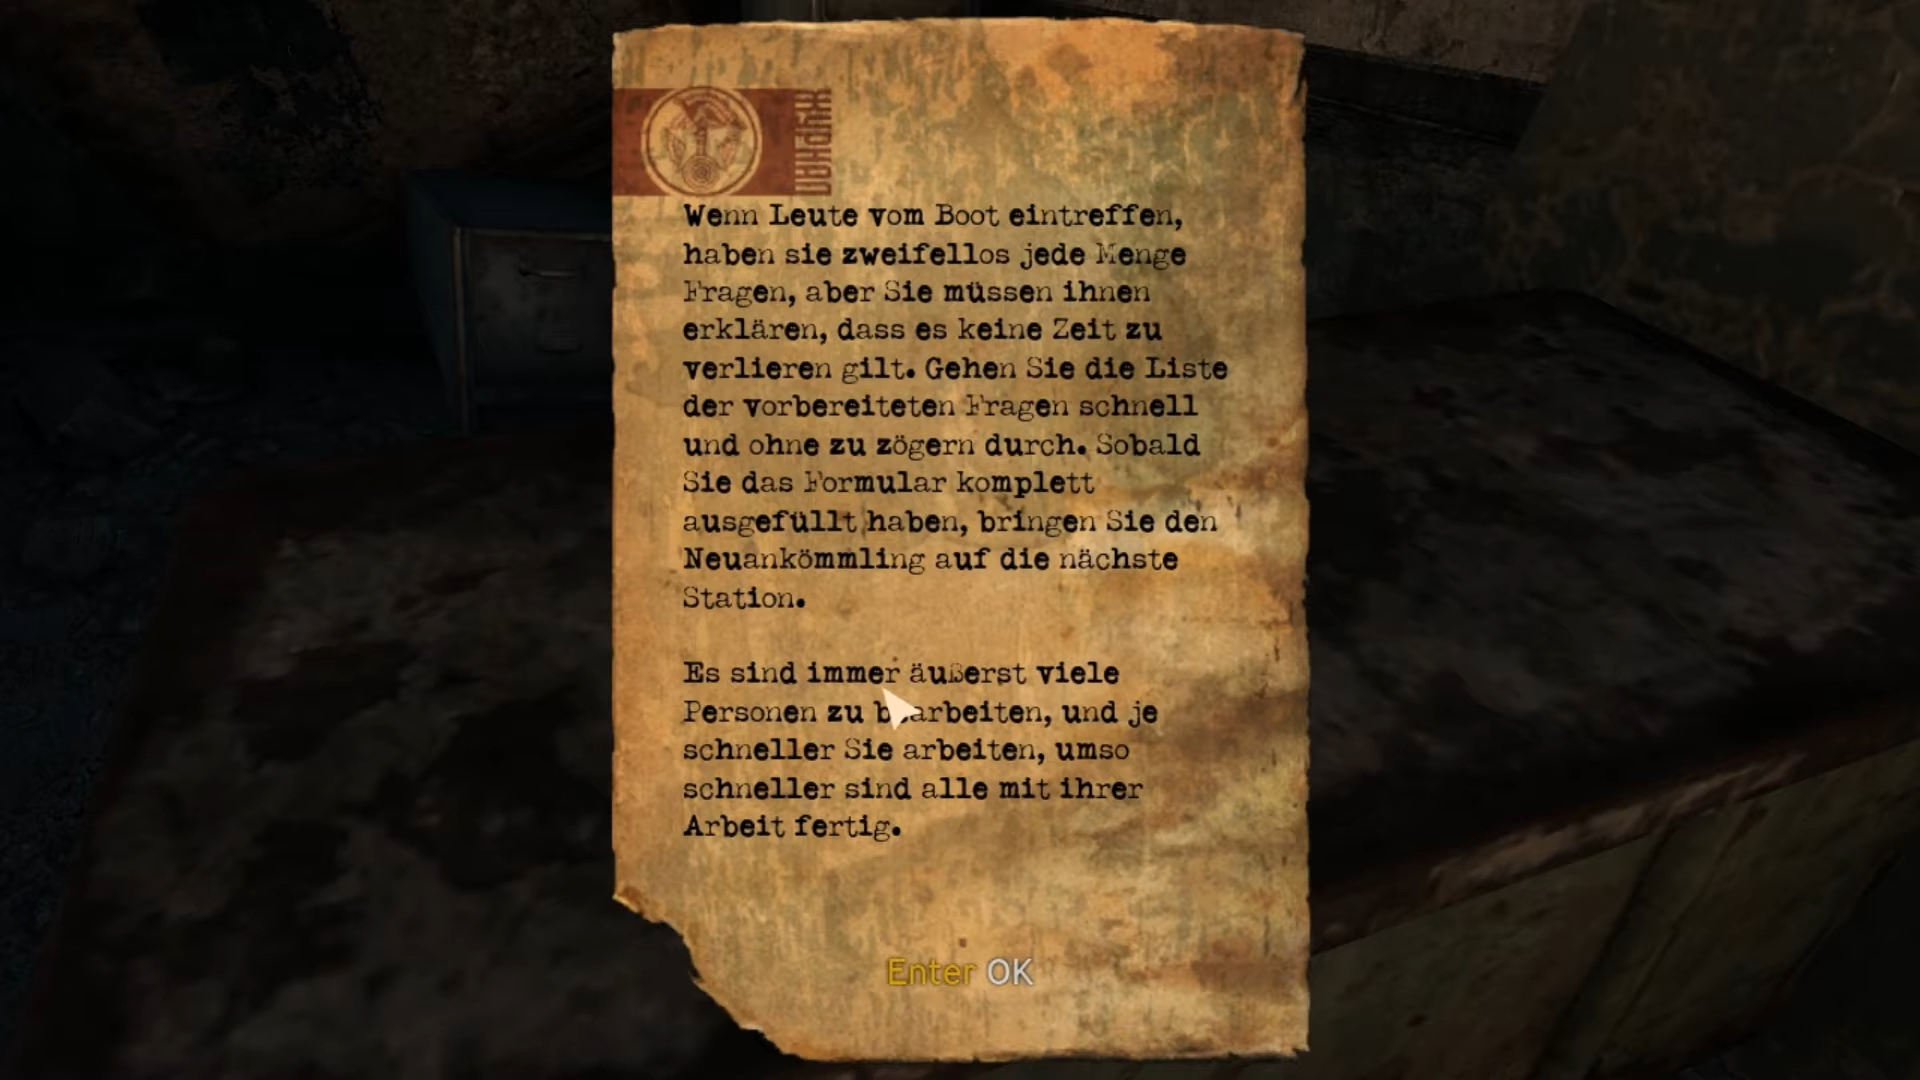 Wenn Leute vom Boot eintreffen,
haben sie zweifellos jede Menge
Fragen, aber Sie müssen ihnen
erklären, dass es keine Zeit zu
verlieren gilt. Gehen Sie die Liste
der vorbereiteten Fragen schnell
und ohne zu zögern durch. Sobald
Sie das Formular komplett
ausgefüllt haben, bringen Sie den
Neuankömmling auf die nächste
Station.
Es sind immer äußerst viele
Personen zu bearbeiten, und je
schneller Sie arbeiten, umso
schneller sind alle mit ihrer
Arbeit fertig.
Enter OK